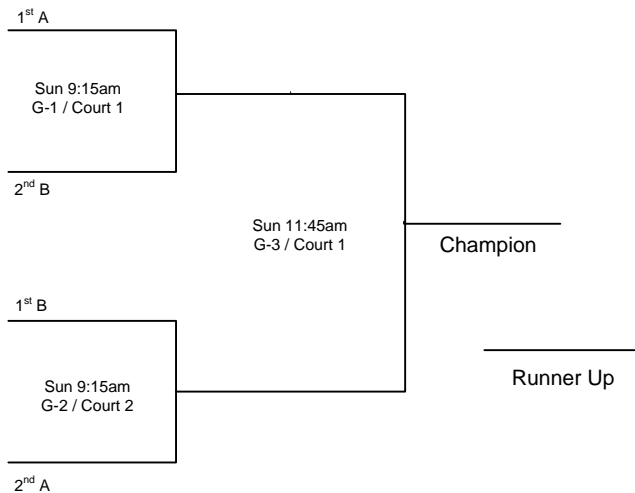 1st A
Sun 9:15am
G-1 / Court 1
2nd B
Sun 11:45am
G-3 / Court 1
Champion
1st B
Sun 9:15am
G-2 / Court 2
2nd A
Runner Up